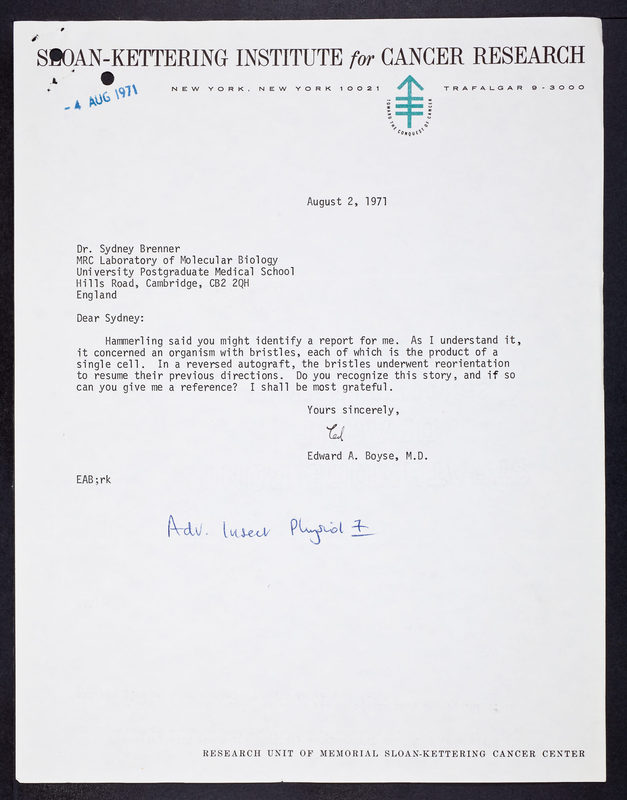 SLOAN-KETTERING INSTITUTE for CANCER RESEARCH
NEW YORK, NEW YORK 10021
TRAFALGAR 9-3000
TOWARD THE CONQUEST OF CANCER
- 4 AUG 1971
August 2, 1971
Dr. Sydney Brenner
MRC Laboratory of Molecular Biology
University Postgraduate Medical School
Hills Road, Cambridge, CB2 2QH
England
Dear Sydney:
Hammerling said you might identify a report for me. As I understand it,
it concerned an organism with bristles, each of which is the product of a
single cell. In a reversed autograft, the bristles underwent reorientation
to resume their previous directions. Do you recognize this story, and if so
can you give me a reference? I shall be most grateful.
Yours sincerely,
Ted
Edward A. Boyse, M.D.
EAB;rk
Adv. Insect Physiol 7
RESEARCH UNIT OF MEMORIAL SLOAN-KETTERING CANCER CENTER